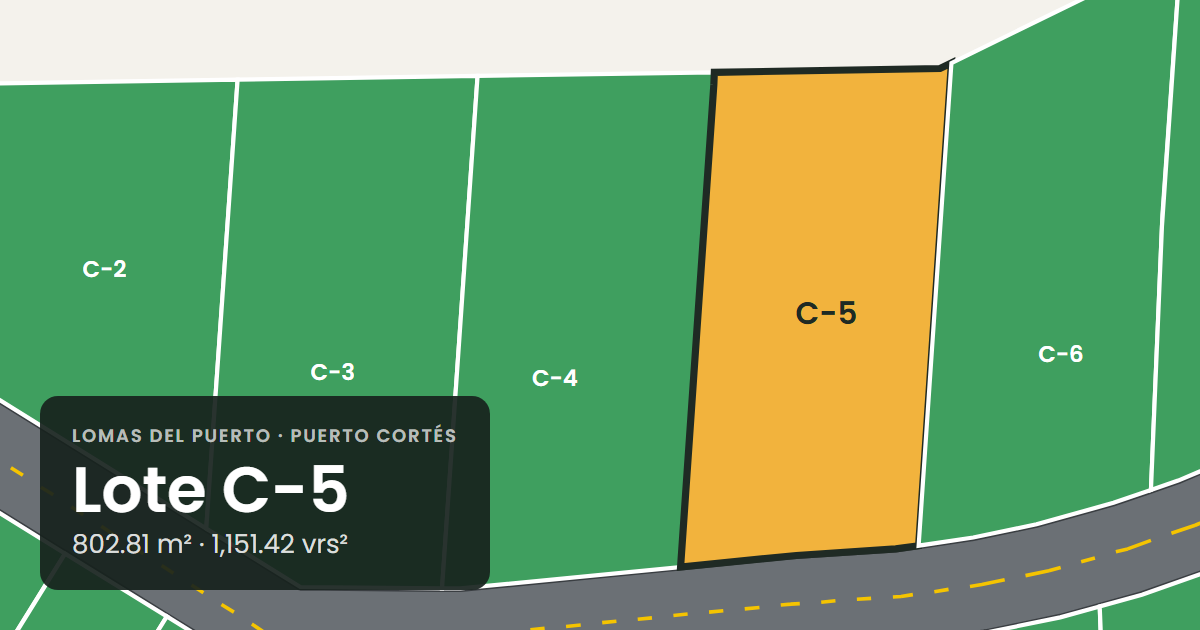 C-2
C-3
C-4
C-5
C-6
LOMAS DEL PUERTO · PUERTO CORTÉS
Lote C-5
802.81 m² · 1,151.42 vrs²